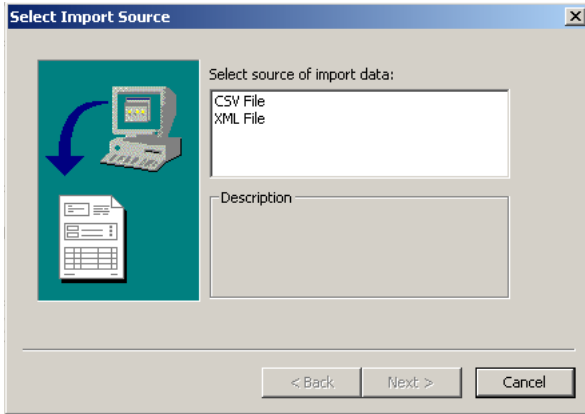 Select Import Source
Select source of import data:
CSV File
XML File
Description
< Back Next > Cancel